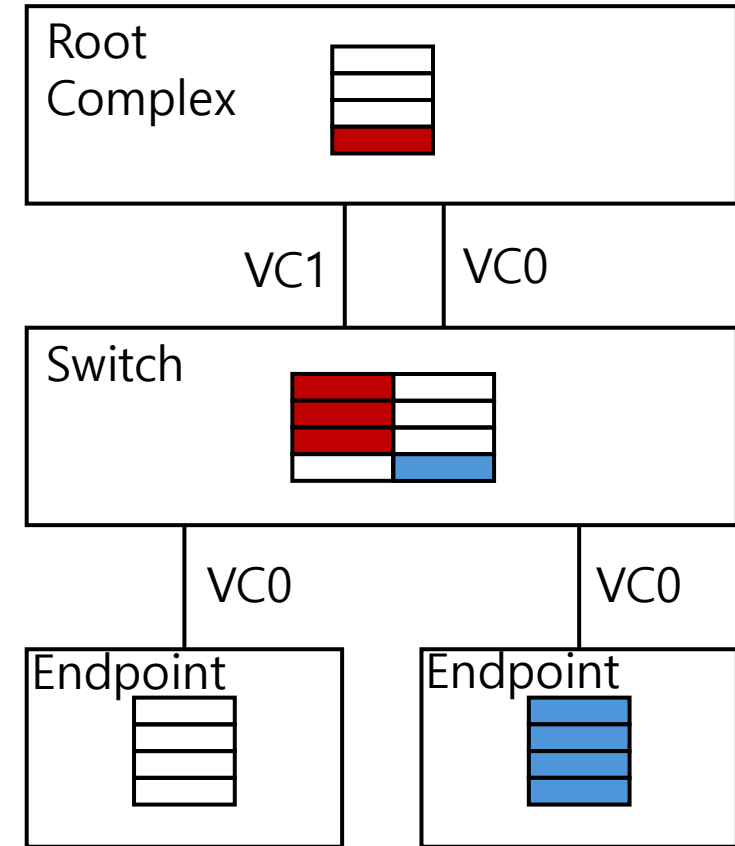 Root
Complex
VC1
VC0
Switch
VC0
VC0
Endpoint
Endpoint